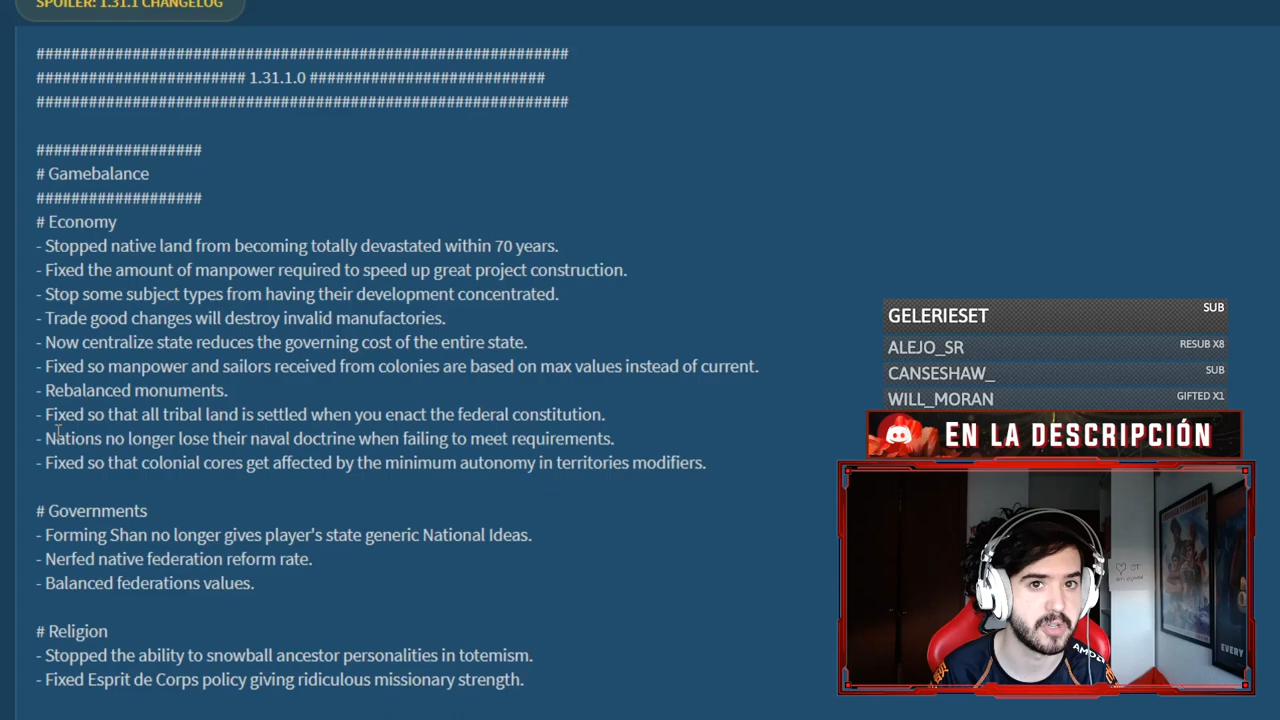 SPOILER: 1.31.1 CHANGELOG
#############################################################
######################## 1.31.1.0 ###########################
#############################################################
###################
# Gamebalance
###################
# Economy
- Stopped native land from becoming totally devastated within 70 years.
- Fixed the amount of manpower required to speed up great project construction.
- Stop some subject types from having their development concentrated.
- Trade good changes will destroy invalid manufactories.
- Now centralize state reduces the governing cost of the entire state.
- Fixed so manpower and sailors received from colonies are based on max values instead of current.
- Rebalanced monuments.
- Fixed so that all tribal land is settled when you enact the federal constitution.
- Nations no longer lose their naval doctrine when failing to meet requirements.
- Fixed so that colonial cores get affected by the minimum autonomy in territories modifiers.
# Governments
- Forming Shan no longer gives player's state generic National Ideas.
- Nerfed native federation reform rate.
- Balanced federations values.
# Religion
- Stopped the ability to snowball ancestor personalities in totemism.
- Fixed Esprit de Corps policy giving ridiculous missionary strength.
GELERIESET SUB
ALEJO_SR RESUB X8
CANSESHAW_ SUB
WILL_MORAN GIFTED X1
EN LA DESCRIPCIÓN
AMD
EVERY